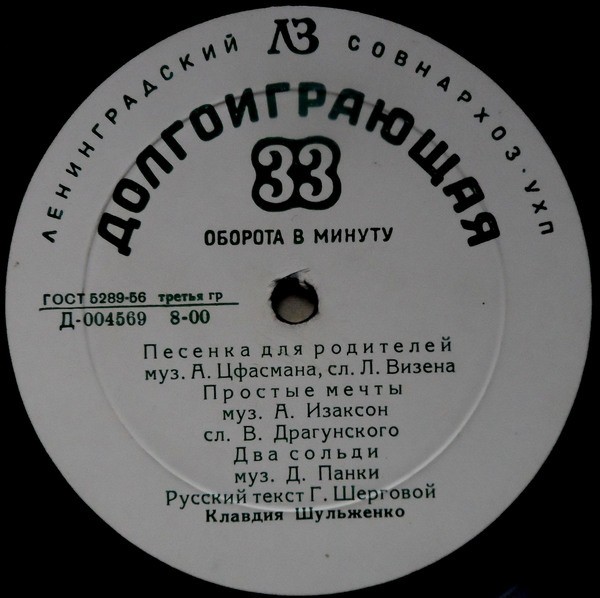 ЛЕНИНГРАДСКИЙ ЛЗ СОВНАРХОЗ·УХП
ДОЛГОИГРАЮЩАЯ
33
ОБОРОТА В МИНУТУ
ГОСТ 5289-56 третья гр
Д-004569 8-00
Песенка для родителей
муз. А. Цфасмана, сл. Л. Визена
Простые мечты
муз. А. Изаксон
сл. В. Драгунского
Два сольди
муз. Д. Панки
Русский текст Г. Шерговой
Клавдия Шульженко